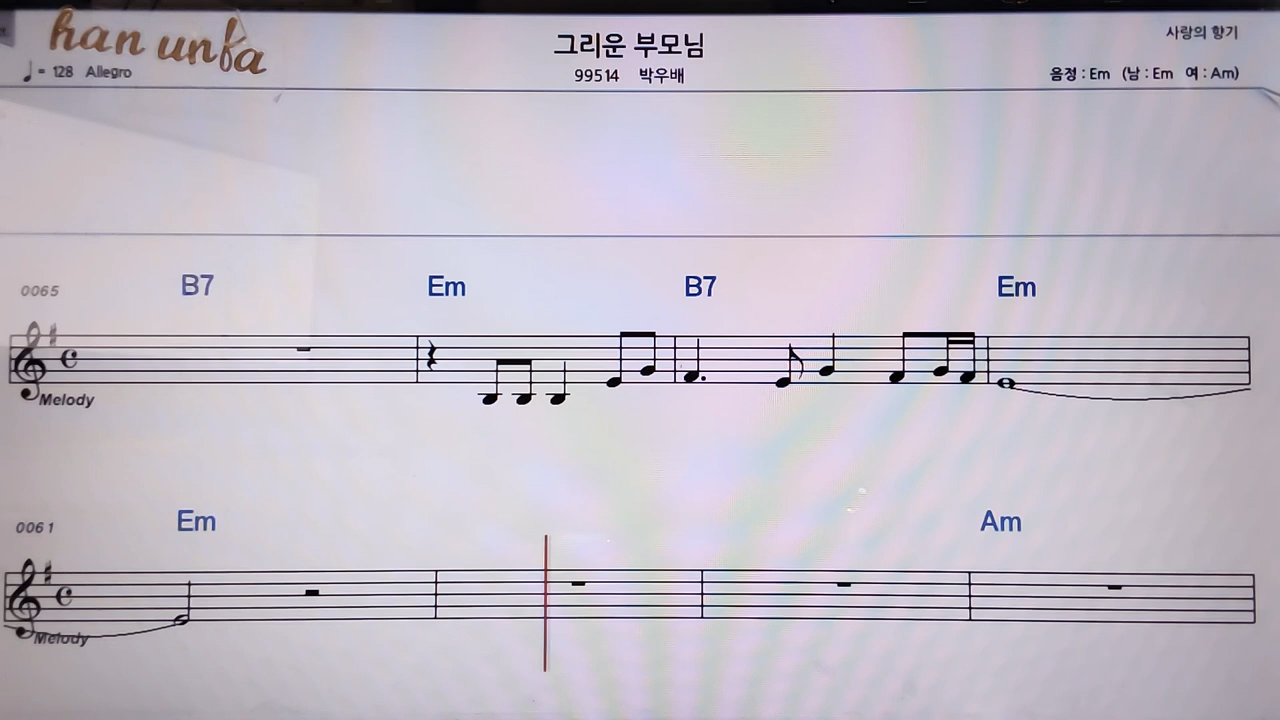 han unfa
그리운 부모님
사랑의 향기
♩= 128 Allegro
99514 박우배
음정 : Em (남 : Em 여 : Am)
0065 B7 Em B7 Em
Melody
0061 Em Am
Melody